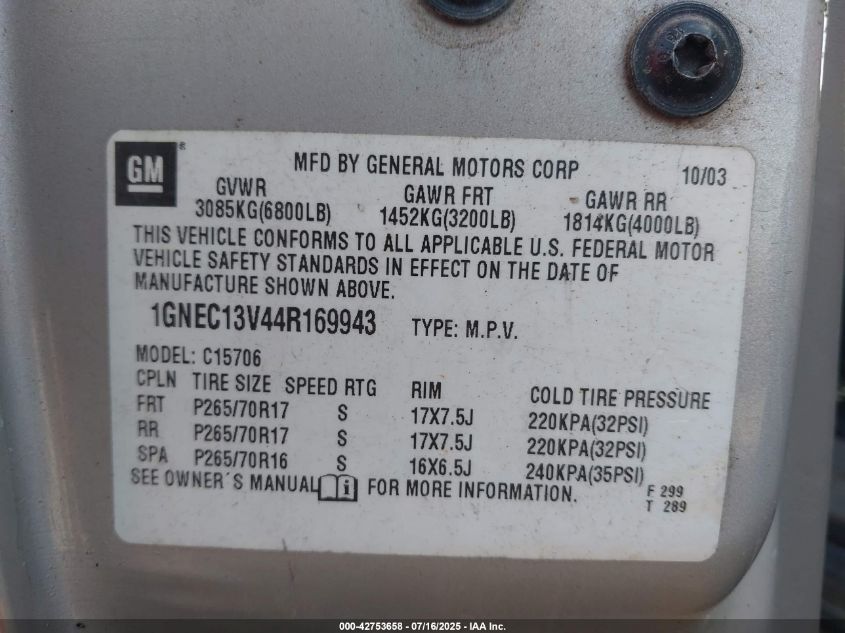 GM
MFD BY GENERAL MOTORS CORP 10/03
GVWR GAWR FRT GAWR RR
3085KG(6800LB) 1452KG(3200LB) 1814KG(4000LB)
THIS VEHICLE CONFORMS TO ALL APPLICABLE U.S. FEDERAL MOTOR
VEHICLE SAFETY STANDARDS IN EFFECT ON THE DATE OF
MANUFACTURE SHOWN ABOVE.
1GNEC13V44R169943 TYPE: M.P.V.
MODEL: C15706
CPLN TIRE SIZE SPEED RTG RIM COLD TIRE PRESSURE
FRT P265/70R17 S 17X7.5J 220KPA(32PSI)
RR P265/70R17 S 17X7.5J 220KPA(32PSI)
SPA P265/70R16 S 16X6.5J 240KPA(35PSI)
SEE OWNER´S MANUAL i FOR MORE INFORMATION.
F 299
T 289
000-42753658 - 07/16/2025 - IAA Inc.